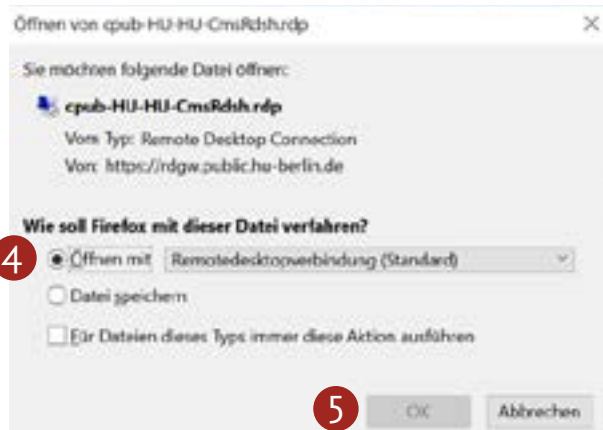 Öffnen von cpub-HU-HU-CmsRdsh.rdp
Sie möchten folgende Datei öffnen:
cpub-HU-HU-CmsRdsh.rdp
Vom Typ: Remote Desktop Connection
Von: https://rdgw.public.hu-berlin.de
Wie soll Firefox mit dieser Datei verfahren?
4 Öffnen mit Remotedesktopverbindung (Standard)
Datei speichern
Für Dateien dieses Typs immer diese Aktion ausführen
5 OK Abbrechen